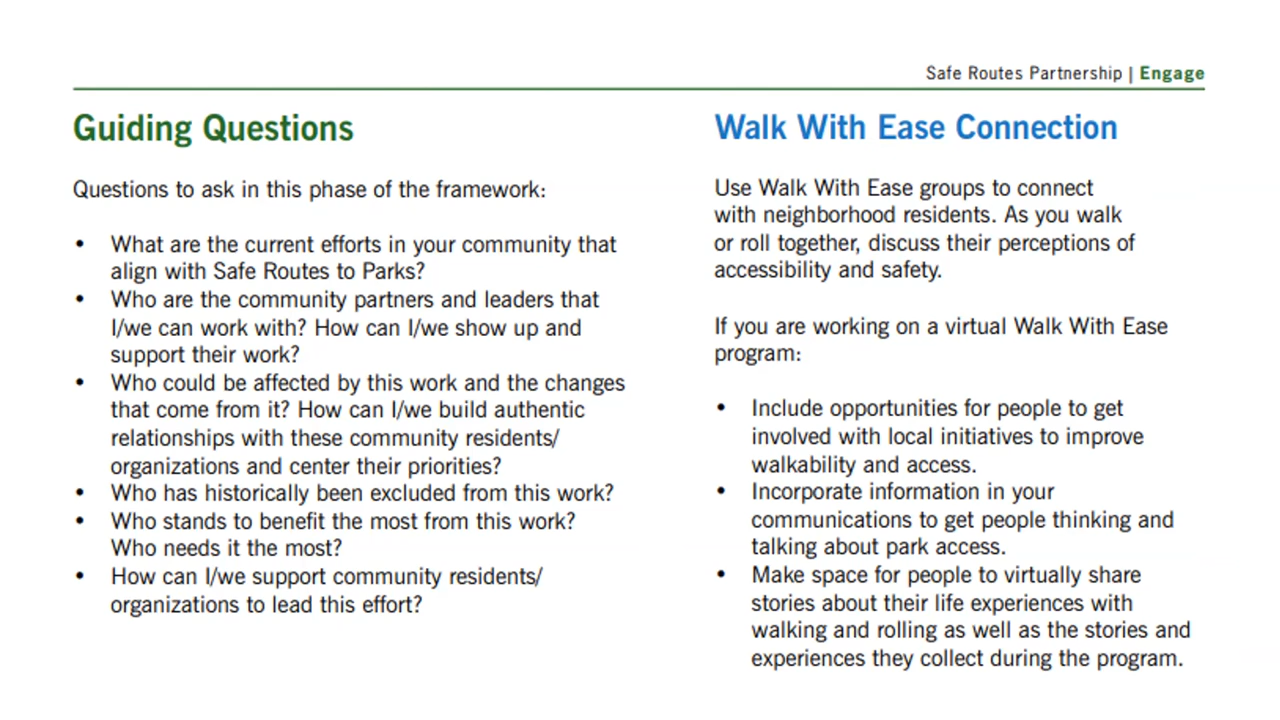 Safe Routes Partnership | Engage
Guiding Questions
Questions to ask in this phase of the framework:
• What are the current efforts in your community that
align with Safe Routes to Parks?
• Who are the community partners and leaders that
I/we can work with? How can I/we show up and
support their work?
• Who could be affected by this work and the changes
that come from it? How can I/we build authentic
relationships with these community residents/
organizations and center their priorities?
• Who has historically been excluded from this work?
• Who stands to benefit the most from this work?
Who needs it the most?
• How can I/we support community residents/
organizations to lead this effort?
Walk With Ease Connection
Use Walk With Ease groups to connect
with neighborhood residents. As you walk
or roll together, discuss their perceptions of
accessibility and safety.
If you are working on a virtual Walk With Ease
program:
• Include opportunities for people to get
involved with local initiatives to improve
walkability and access.
• Incorporate information in your
communications to get people thinking and
talking about park access.
• Make space for people to virtually share
stories about their life experiences with
walking and rolling as well as the stories and
experiences they collect during the program.